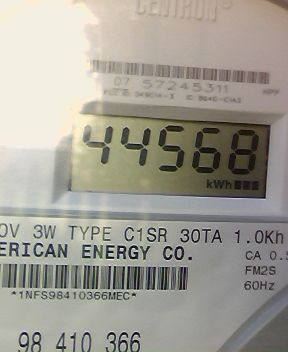 CENTRON®
07 57245311
44568
kWh
0V 3W TYPE C1SR 30TA 1.0Kh
ERICAN ENERGY CO.
CA 0.5
*1NFS98410366MEC*
FM2S
60Hz
98 410 366